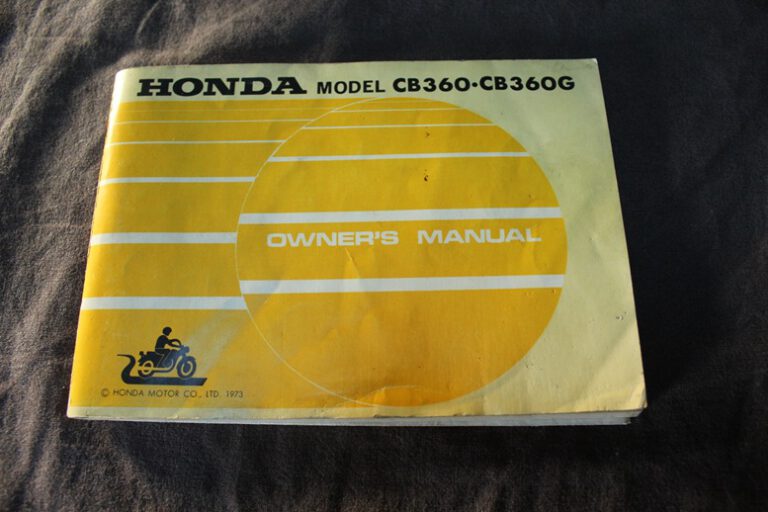 HONDA MODEL CB360·CB360G
OWNER'S MANUAL
© HONDA MOTOR CO., LTD. 1973